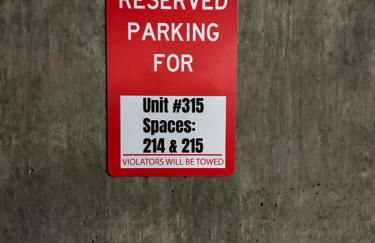 RESERVED
PARKING
FOR
Unit #315
Spaces:
214 & 215
VIOLATORS WILL BE TOWED